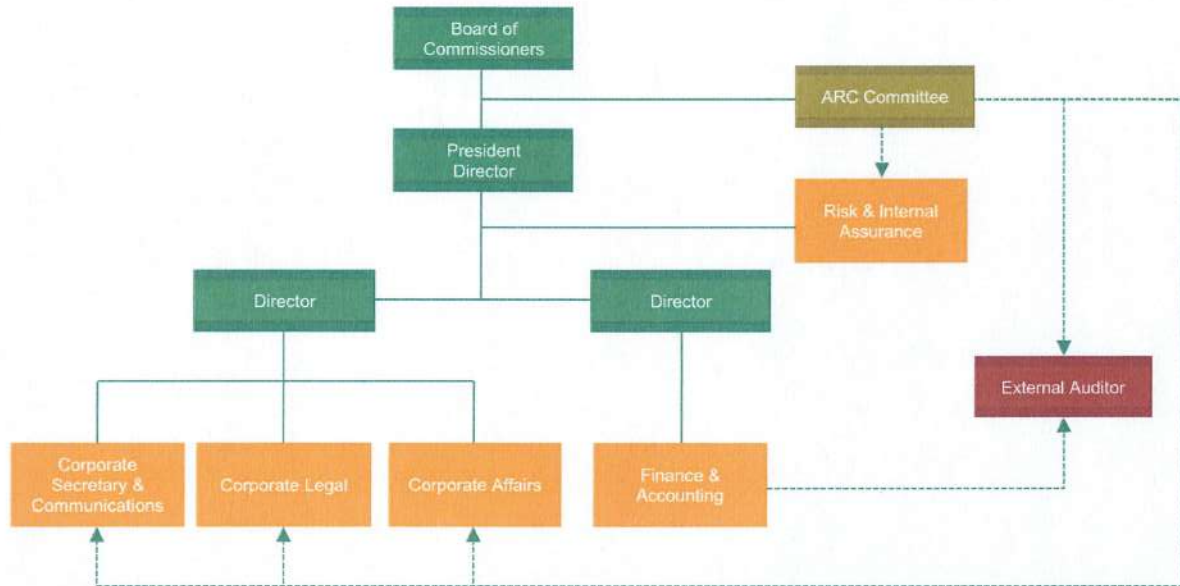 Board of
Commissioners
ARC Committee
President
Director
Risk & Internal
Assurance
Director
Director
External Auditor
Corporate
Secretary &
Communications
Corporate Legal
Corporate Affairs
Finance &
Accounting